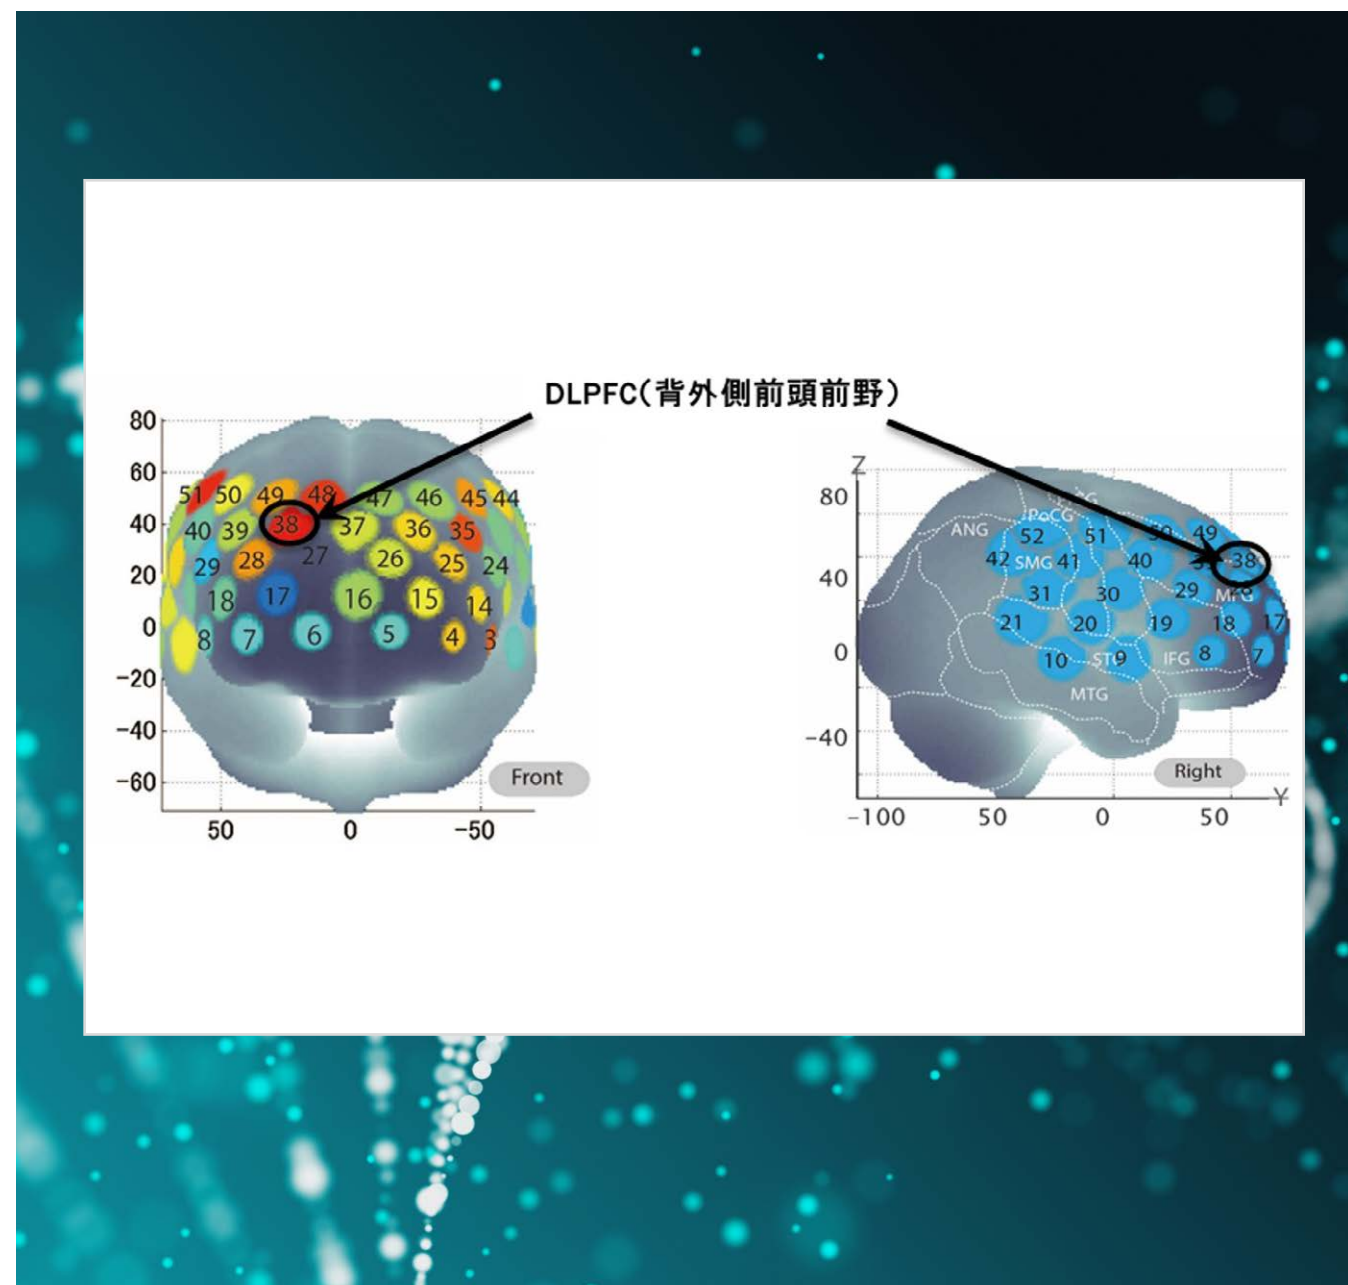 DLPFC(背外側前頭前野)
80
60
40
20
0
-20
-40
-60
50
0
-50
51 50 49 48 47 46 45 44
40 39 38 37 36 35
29 28 27 26 25 24
18 17 16 15 14
8 7 6 5 4 3
Front
Z
80
40
0
-40
-100
50
0
50
Y
ANG
PoCG
52 51 49
42 SMG 41 40 38
31 30 29 MFG
21 20 19 18 17
10 STG 9 IFG 8 7
MTG
Right